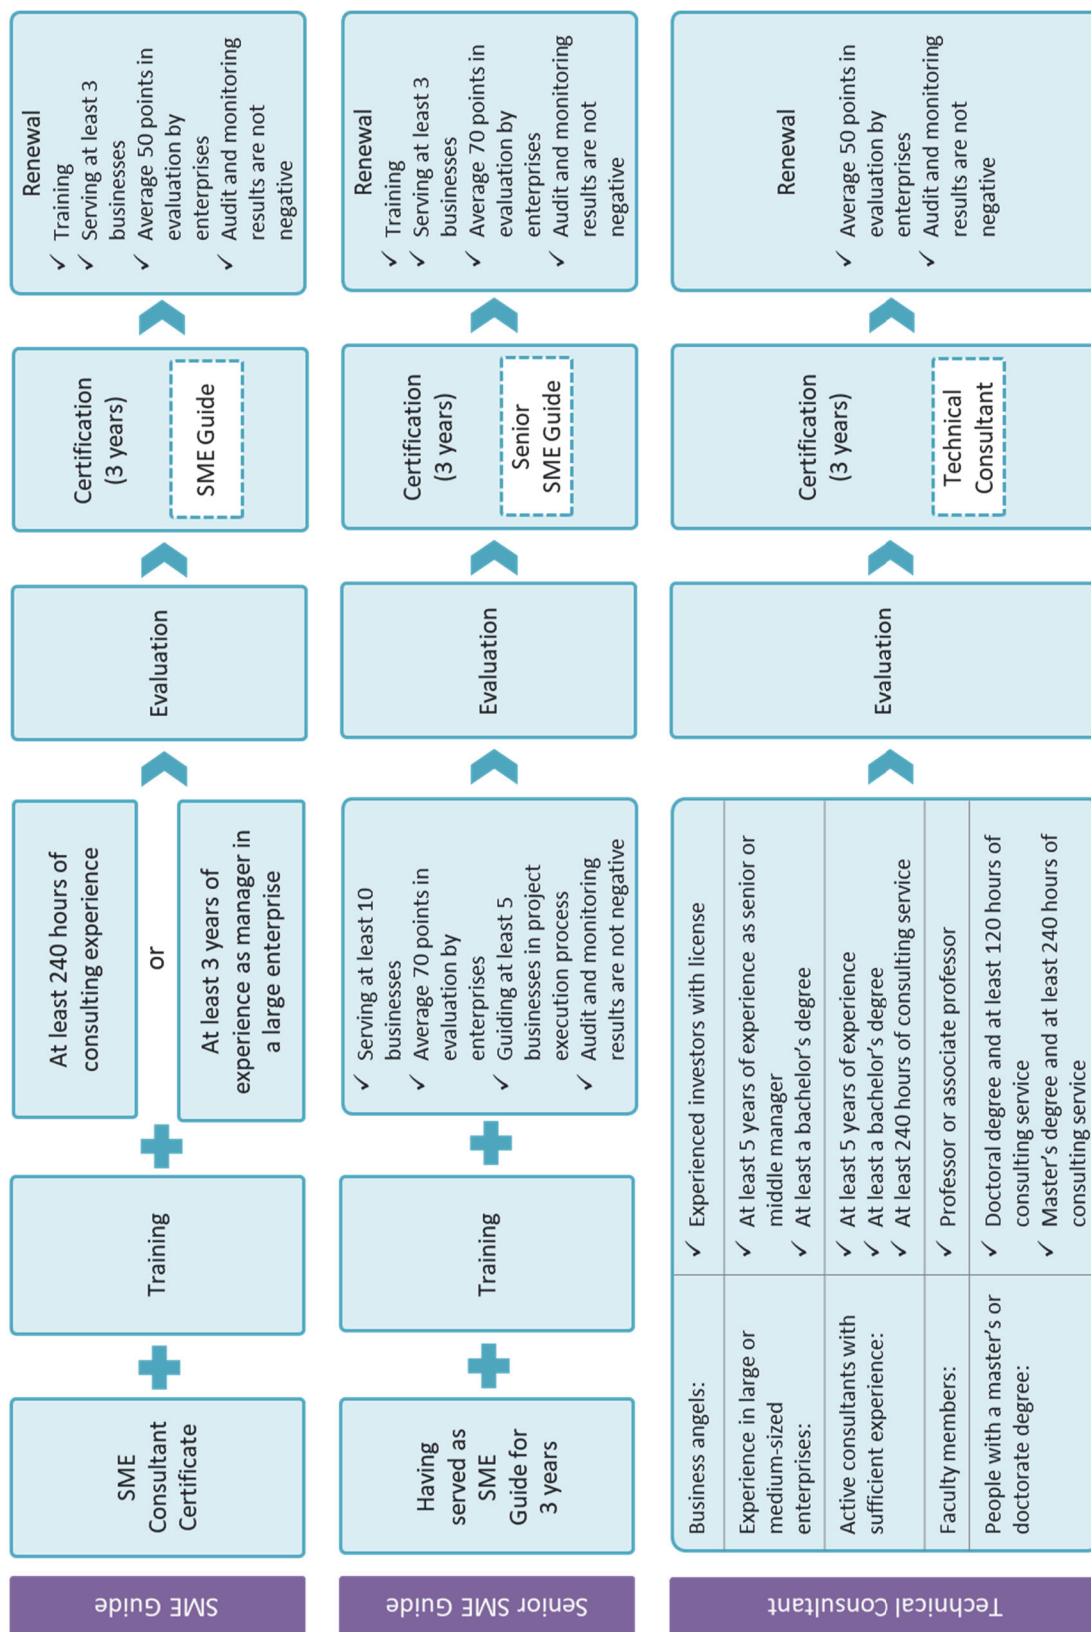 SME Guide
SME
Consultant
Certificate
Training
At least 240 hours of
consulting experience
or
At least 3 years of
experience as manager in
a large enterprise
Evaluation
Certification
(3 years)
SME Guide
Renewal
✓ Training
✓ Serving at least 3
businesses
✓ Average 50 points in
evaluation by
enterprises
✓ Audit and monitoring
results are not
negative
Senior SME Guide
Having
served as
SME
Guide for
3 years
Training
✓ Serving at least 10
businesses
✓ Average 70 points in
evaluation by
enterprises
✓ Guiding at least 5
businesses in project
execution process
✓ Audit and monitoring
results are not negative
Evaluation
Certification
(3 years)
Senior
SME Guide
Renewal
✓ Training
✓ Serving at least 3
businesses
✓ Average 70 points in
evaluation by
enterprises
✓ Audit and monitoring
results are not
negative
Technical Consultant
Business angels:
✓ Experienced investors with license
Experience in large or
medium-sized
enterprises:
✓ At least 5 years of experience as senior or
middle manager
✓ At least a bachelor's degree
Active consultants with
sufficient experience:
✓ At least 5 years of experience
✓ At least a bachelor's degree
✓ At least 240 hours of consulting service
Faculty members:
✓ Professor or associate professor
People with a master's or
doctorate degree:
✓ Doctoral degree and at least 120 hours of
consulting service
✓ Master's degree and at least 240 hours of
consulting service
Evaluation
Certification
(3 years)
Technical
Consultant
Renewal
✓ Average 50 points in
evaluation by
enterprises
✓ Audit and monitoring
results are not
negative